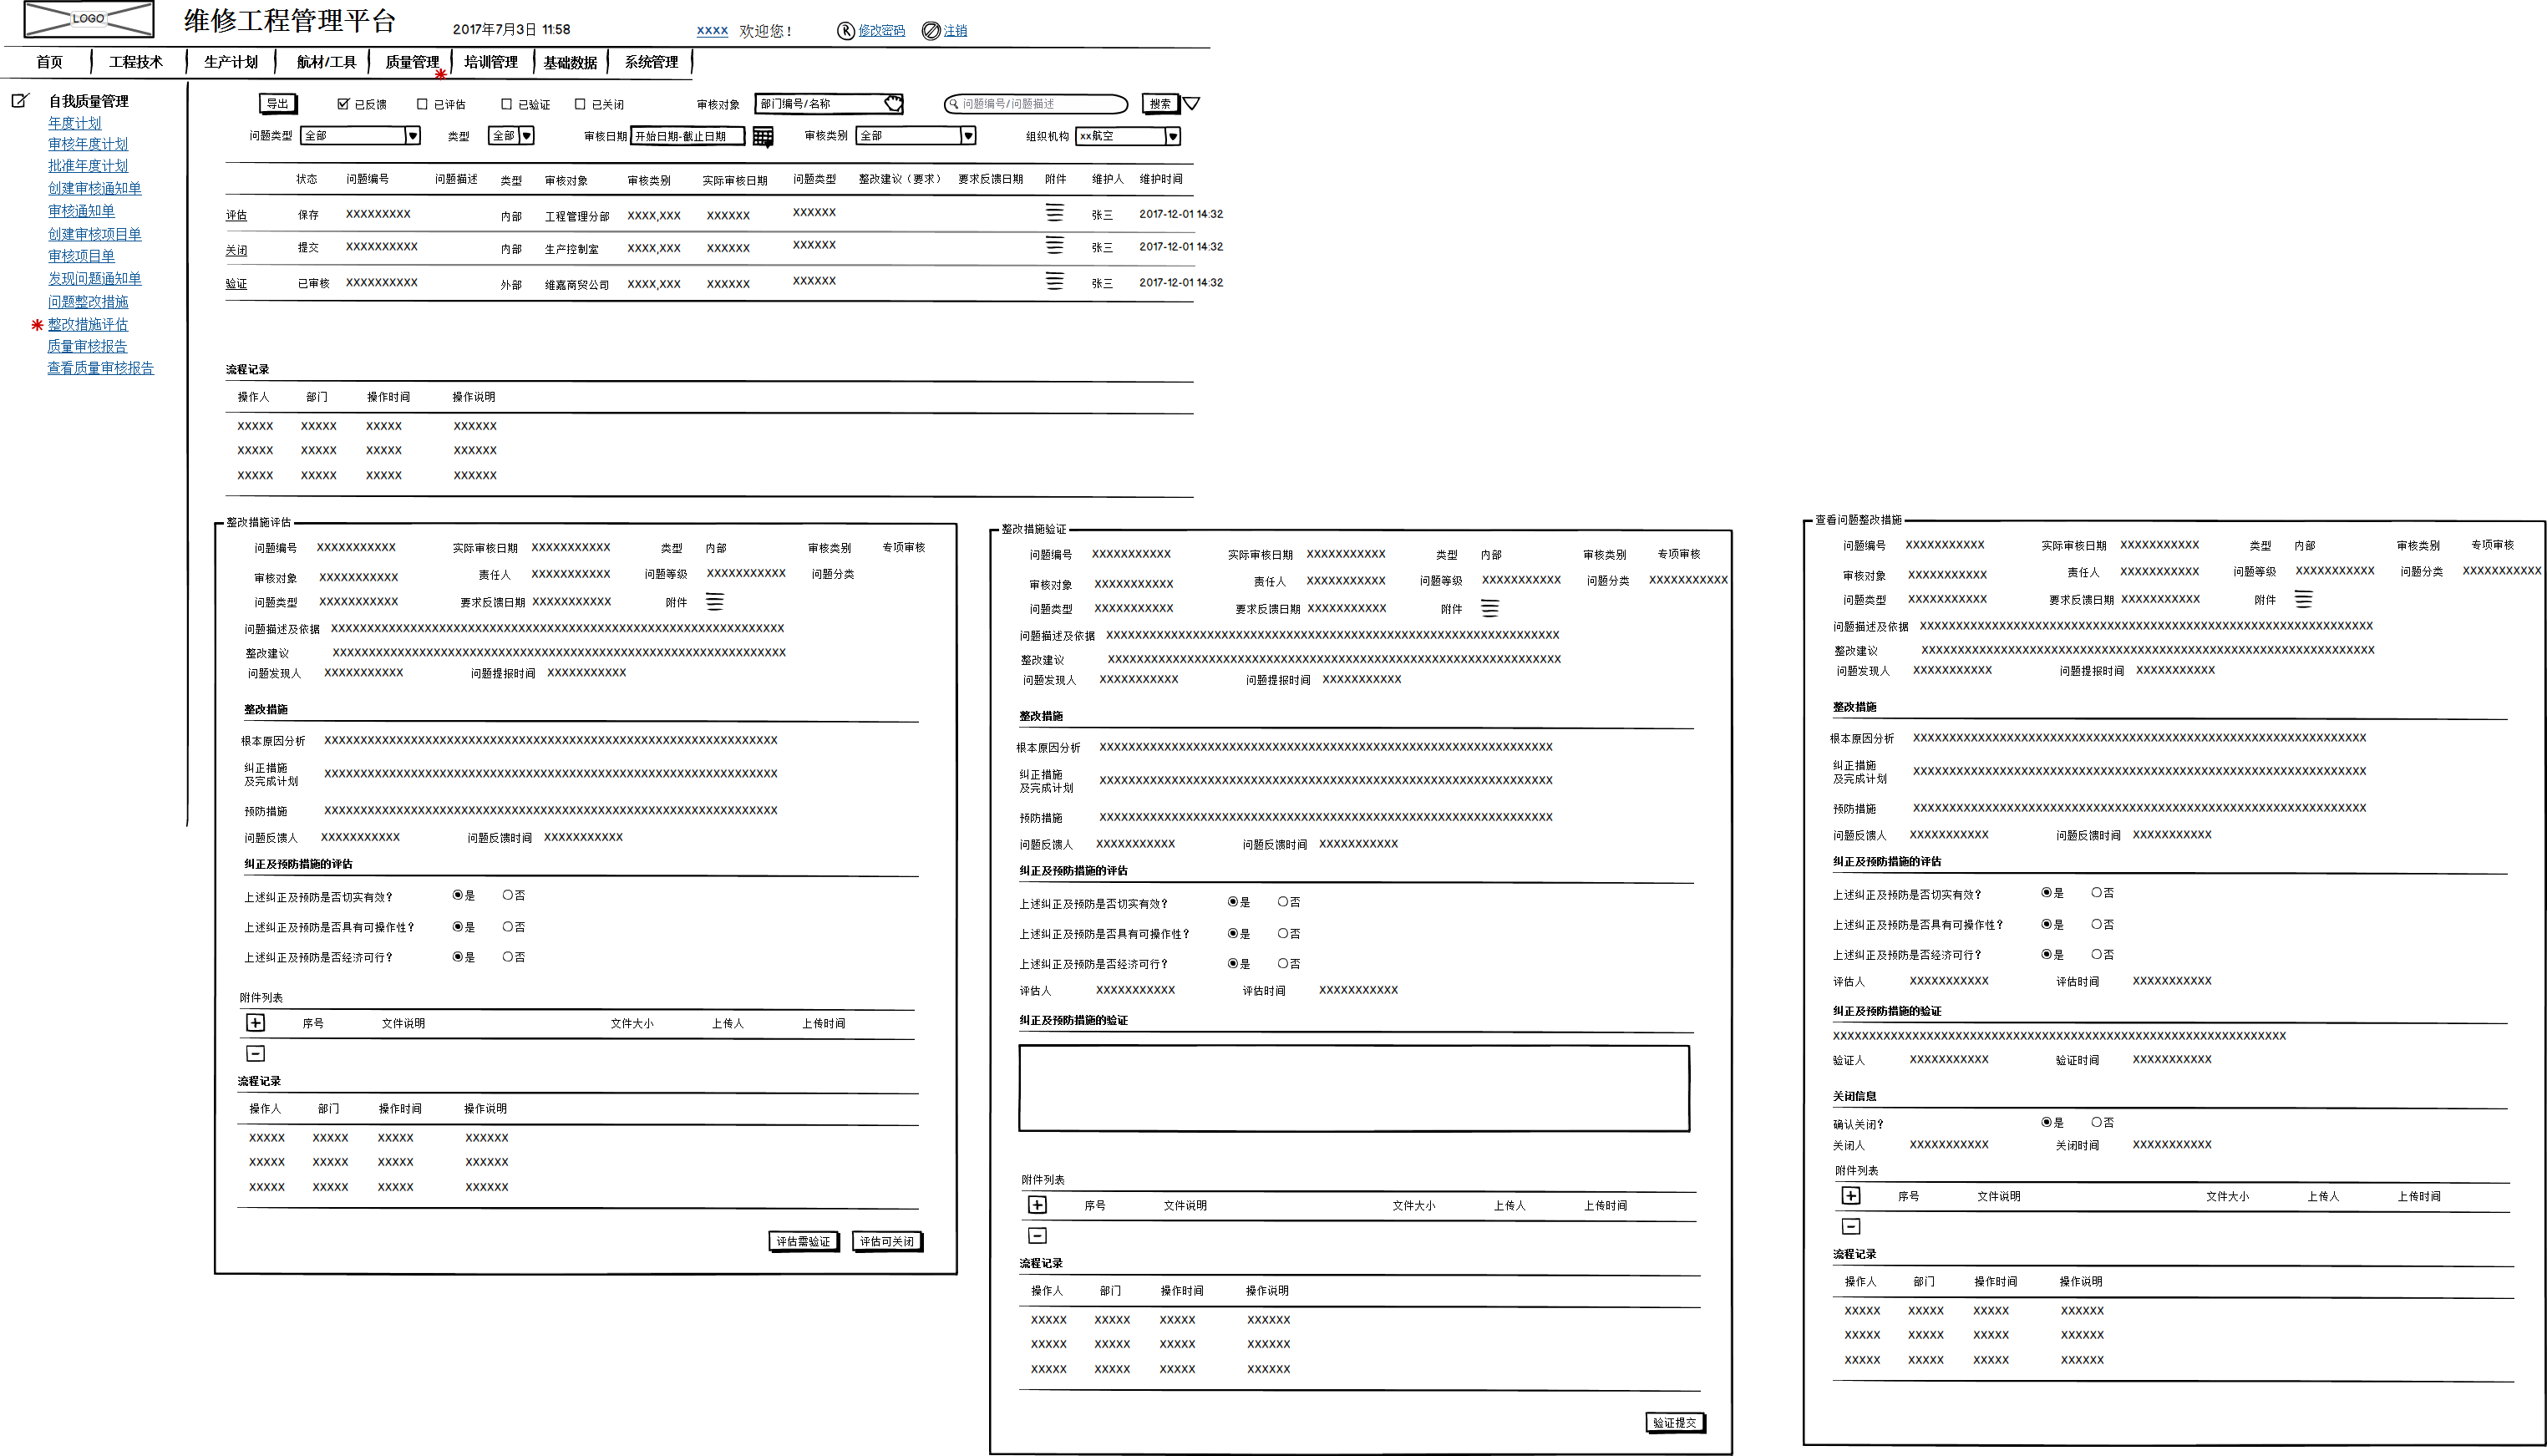 LOGO 维修工程管理平台 2017年7月3日 11:58 xxxx 欢迎您！ R 修改密码 注销
首页 工程技术 生产计划 航材/工具 质量管理 培训管理 基础数据 系统管理
自我质量管理
年度计划
审核年度计划
批准年度计划
创建审核通知单
审核通知单
创建审核项目单
审核项目单
发现问题通知单
问题整改措施
整改措施评估
质量审核报告
查看质量审核报告
导出 已反馈 已评估 已验证 已关闭 审核对象 部门编号/名称 问题编号/问题描述 搜索
问题类型 全部 类型 全部 审核日期 开始日期-截止日期 审核类别 全部 组织机构 xx航空
状态 问题编号 问题描述 类型 审核对象 审核类别 实际审核日期 问题类型 整改建议（要求） 要求反馈日期 附件 维护人 维护时间
评估 保存 XXXXXXXXX 内部 工程管理分部 XXXX,XXX XXXXXX XXXXXX 张三 2017-12-01 14:32
关闭 提交 XXXXXXXXXX 内部 生产控制室 XXXX,XXX XXXXXX XXXXXX 张三 2017-12-01 14:32
验证 已审核 XXXXXXXXXX 外部 维嘉商贸公司 XXXX,XXX XXXXXX XXXXXX 张三 2017-12-01 14:32
流程记录
操作人 部门 操作时间 操作说明
XXXXX XXXXX XXXXX XXXXXX
XXXXX XXXXX XXXXX XXXXXX
XXXXX XXXXX XXXXX XXXXXX
整改措施评估
问题编号 XXXXXXXXXXX 实际审核日期 XXXXXXXXXXX 类型 内部 审核类别 专项审核
审核对象 XXXXXXXXXXX 责任人 XXXXXXXXXXX 问题等级 XXXXXXXXXXX 问题分类
问题类型 XXXXXXXXXXX 要求反馈日期 XXXXXXXXXXX 附件
问题描述及依据 XXXXXXXXXXXXXXXXXXXXXXXXXXXXXXXXXXXXXXXXXXXXXXXXXXXXXXXXXXXXXXX
整改建议 XXXXXXXXXXXXXXXXXXXXXXXXXXXXXXXXXXXXXXXXXXXXXXXXXXXXXXXXXXXXXXX
问题发现人 XXXXXXXXXXX 问题提报时间 XXXXXXXXXXX
整改措施
根本原因分析 XXXXXXXXXXXXXXXXXXXXXXXXXXXXXXXXXXXXXXXXXXXXXXXXXXXXXXXXXXXXXXX
纠正措施
及完成计划 XXXXXXXXXXXXXXXXXXXXXXXXXXXXXXXXXXXXXXXXXXXXXXXXXXXXXXXXXXXXXXX
预防措施 XXXXXXXXXXXXXXXXXXXXXXXXXXXXXXXXXXXXXXXXXXXXXXXXXXXXXXXXXXXXXXX
问题反馈人 XXXXXXXXXXX 问题反馈时间 XXXXXXXXXXX
纠正及预防措施的评估
上述纠正及预防是否切实有效？ 是 否
上述纠正及预防是否具有可操作性？ 是 否
上述纠正及预防是否经济可行？ 是 否
附件列表
+ 序号 文件说明 文件大小 上传人 上传时间
-
流程记录
操作人 部门 操作时间 操作说明
XXXXX XXXXX XXXXX XXXXXX
XXXXX XXXXX XXXXX XXXXXX
XXXXX XXXXX XXXXX XXXXXX
评估需验证 评估可关闭
整改措施验证
问题编号 XXXXXXXXXXX 实际审核日期 XXXXXXXXXXX 类型 内部 审核类别 专项审核
审核对象 XXXXXXXXXXX 责任人 XXXXXXXXXXX 问题等级 XXXXXXXXXXX 问题分类 XXXXXXXXXXX
问题类型 XXXXXXXXXXX 要求反馈日期 XXXXXXXXXXX 附件
问题描述及依据 XXXXXXXXXXXXXXXXXXXXXXXXXXXXXXXXXXXXXXXXXXXXXXXXXXXXXXXXXXXXXXX
整改建议 XXXXXXXXXXXXXXXXXXXXXXXXXXXXXXXXXXXXXXXXXXXXXXXXXXXXXXXXXXXXXXX
问题发现人 XXXXXXXXXXX 问题提报时间 XXXXXXXXXXX
整改措施
根本原因分析 XXXXXXXXXXXXXXXXXXXXXXXXXXXXXXXXXXXXXXXXXXXXXXXXXXXXXXXXXXXXXXX
纠正措施
及完成计划 XXXXXXXXXXXXXXXXXXXXXXXXXXXXXXXXXXXXXXXXXXXXXXXXXXXXXXXXXXXXXXX
预防措施 XXXXXXXXXXXXXXXXXXXXXXXXXXXXXXXXXXXXXXXXXXXXXXXXXXXXXXXXXXXXXXX
问题反馈人 XXXXXXXXXXX 问题反馈时间 XXXXXXXXXXX
纠正及预防措施的评估
上述纠正及预防是否切实有效？ 是 否
上述纠正及预防是否具有可操作性？ 是 否
上述纠正及预防是否经济可行？ 是 否
评估人 XXXXXXXXXXX 评估时间 XXXXXXXXXXX
纠正及预防措施的验证
附件列表
+ 序号 文件说明 文件大小 上传人 上传时间
-
流程记录
操作人 部门 操作时间 操作说明
XXXXX XXXXX XXXXX XXXXXX
XXXXX XXXXX XXXXX XXXXXX
XXXXX XXXXX XXXXX XXXXXX
验证提交
查看问题整改措施
问题编号 XXXXXXXXXXX 实际审核日期 XXXXXXXXXXX 类型 内部 审核类别 专项审核
审核对象 XXXXXXXXXXX 责任人 XXXXXXXXXXX 问题等级 XXXXXXXXXXX 问题分类 XXXXXXXXXXX
问题类型 XXXXXXXXXXX 要求反馈日期 XXXXXXXXXXX 附件
问题描述及依据 XXXXXXXXXXXXXXXXXXXXXXXXXXXXXXXXXXXXXXXXXXXXXXXXXXXXXXXXXXXXXXX
整改建议 XXXXXXXXXXXXXXXXXXXXXXXXXXXXXXXXXXXXXXXXXXXXXXXXXXXXXXXXXXXXXXX
问题发现人 XXXXXXXXXXX 问题提报时间 XXXXXXXXXXX
整改措施
根本原因分析 XXXXXXXXXXXXXXXXXXXXXXXXXXXXXXXXXXXXXXXXXXXXXXXXXXXXXXXXXXXXXXX
纠正措施
及完成计划 XXXXXXXXXXXXXXXXXXXXXXXXXXXXXXXXXXXXXXXXXXXXXXXXXXXXXXXXXXXXXXX
预防措施 XXXXXXXXXXXXXXXXXXXXXXXXXXXXXXXXXXXXXXXXXXXXXXXXXXXXXXXXXXXXXXX
问题反馈人 XXXXXXXXXXX 问题反馈时间 XXXXXXXXXXX
纠正及预防措施的评估
上述纠正及预防是否切实有效？ 是 否
上述纠正及预防是否具有可操作性？ 是 否
上述纠正及预防是否经济可行？ 是 否
评估人 XXXXXXXXXXX 评估时间 XXXXXXXXXXX
纠正及预防措施的验证
XXXXXXXXXXXXXXXXXXXXXXXXXXXXXXXXXXXXXXXXXXXXXXXXXXXXXXXXXXXXXXX
验证人 XXXXXXXXXXX 验证时间 XXXXXXXXXXX
关闭信息
确认关闭？ 是 否
关闭人 XXXXXXXXXXX 关闭时间 XXXXXXXXXXX
附件列表
+ 序号 文件说明 文件大小 上传人 上传时间
-
流程记录
操作人 部门 操作时间 操作说明
XXXXX XXXXX XXXXX XXXXXX
XXXXX XXXXX XXXXX XXXXXX
XXXXX XXXXX XXXXX XXXXXX